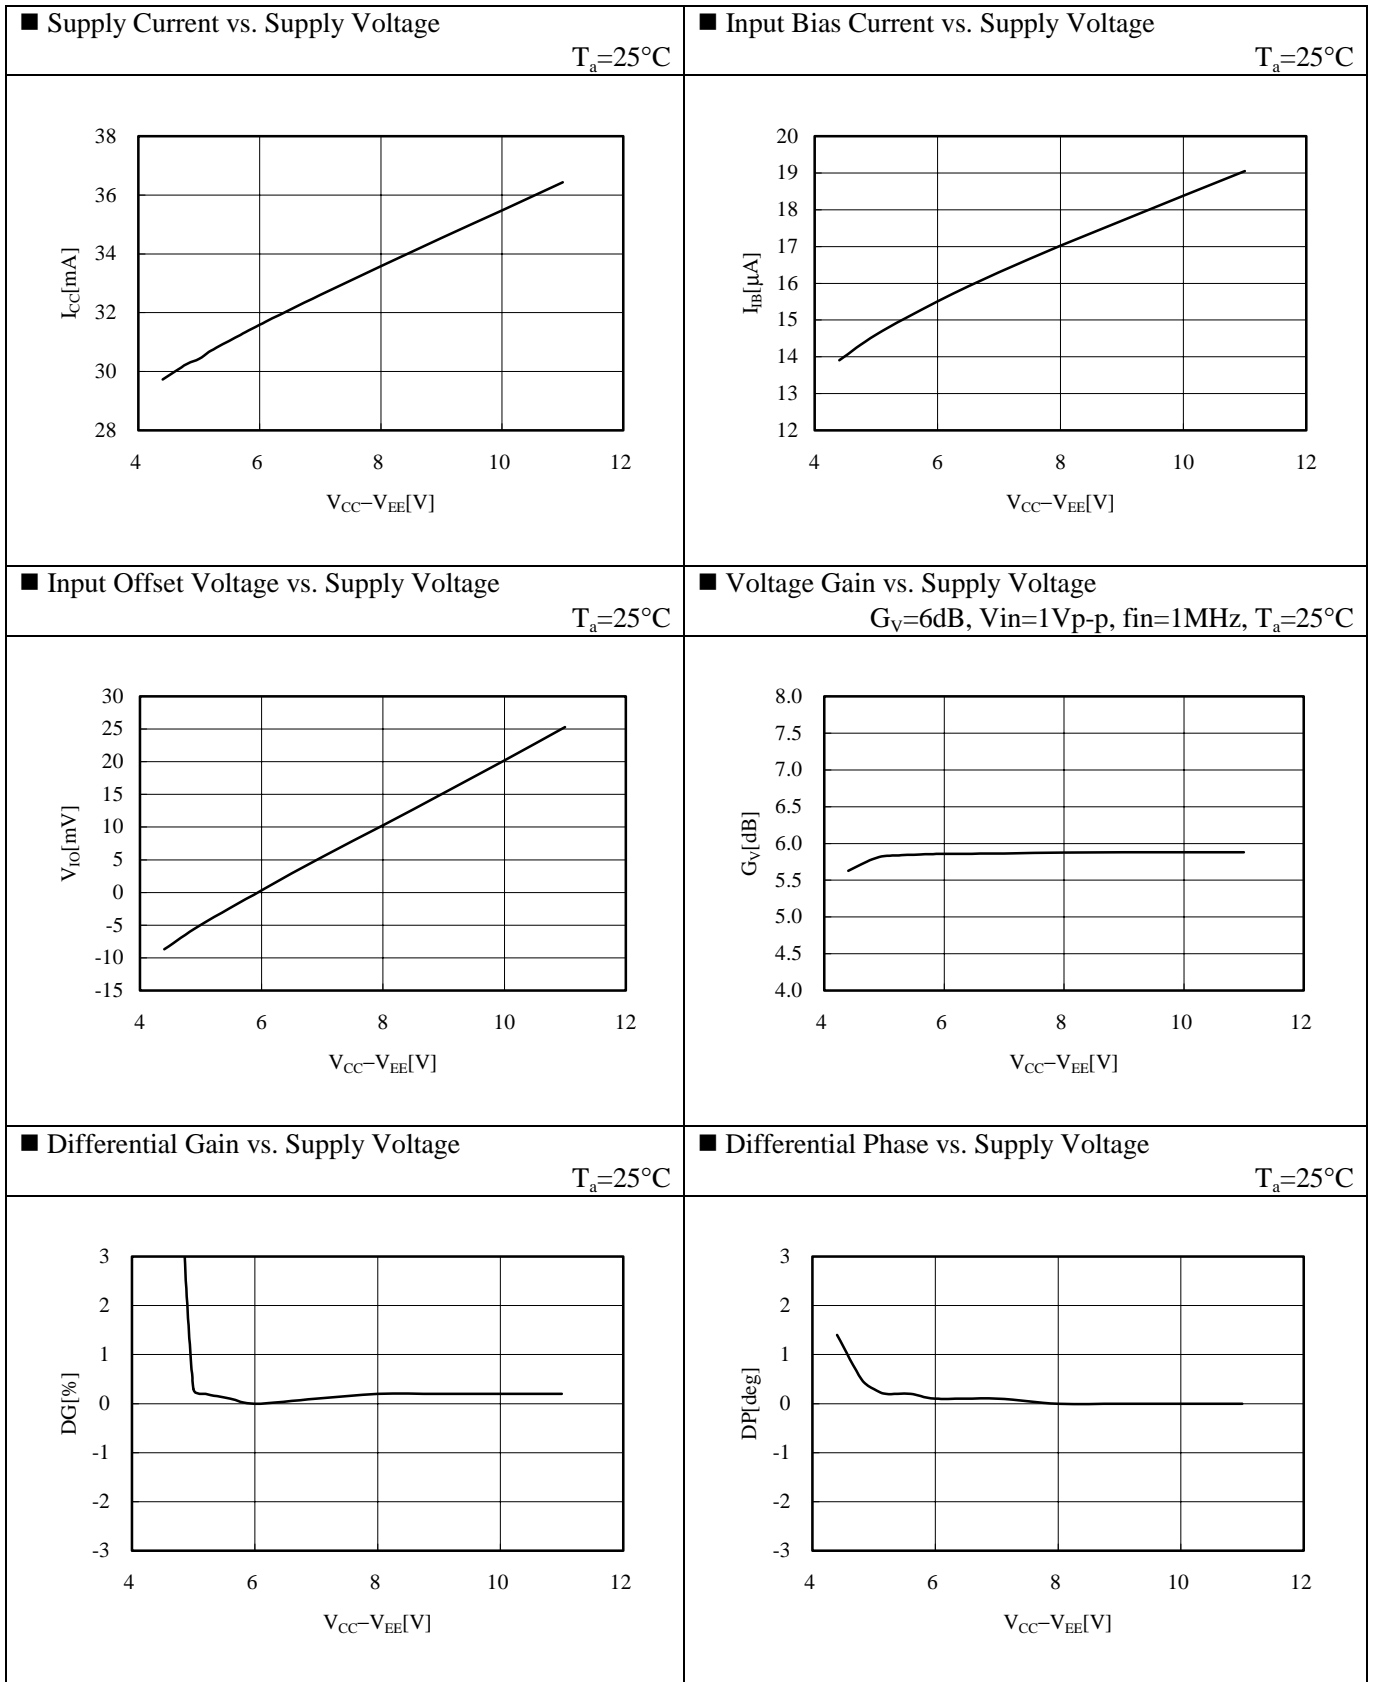 ■ Supply Current vs. Supply Voltage
Ta=25°C
38
36
34
32
30
28
ICC[mA]
4 6 8 10 12
VCC–VEE[V]
■ Input Bias Current vs. Supply Voltage
Ta=25°C
20
19
18
17
16
15
14
13
12
IIB[μA]
4 6 8 10 12
VCC–VEE[V]
■ Input Offset Voltage vs. Supply Voltage
Ta=25°C
30
25
20
15
10
5
0
-5
-10
-15
VIO[mV]
4 6 8 10 12
VCC–VEE[V]
■ Voltage Gain vs. Supply Voltage
GV=6dB, Vin=1Vp-p, fin=1MHz, Ta=25°C
8.0
7.5
7.0
6.5
6.0
5.5
5.0
4.5
4.0
GV[dB]
4 6 8 10 12
VCC–VEE[V]
■ Differential Gain vs. Supply Voltage
Ta=25°C
3
2
1
0
-1
-2
-3
DG[%]
4 6 8 10 12
VCC–VEE[V]
■ Differential Phase vs. Supply Voltage
Ta=25°C
3
2
1
0
-1
-2
-3
DP[deg]
4 6 8 10 12
VCC–VEE[V]